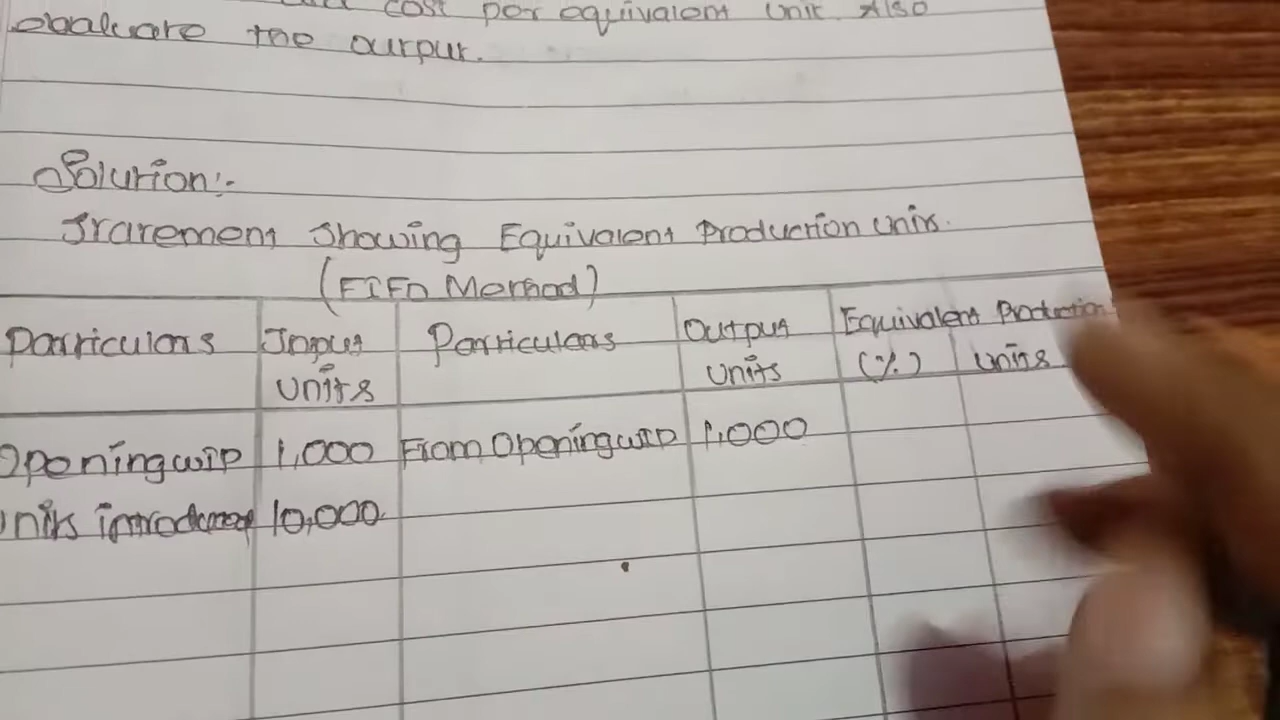 cost per equivalent unit. Also
evaluate the output.
Solution:-
Statement Showing Equivalent Production units.
(FIFO Method)
Particulars Input Units Particulars Output Units Equivalent Production (%) Units
Opening WIP 1,000 From Opening WIP 1,000
Units introduced 10,000